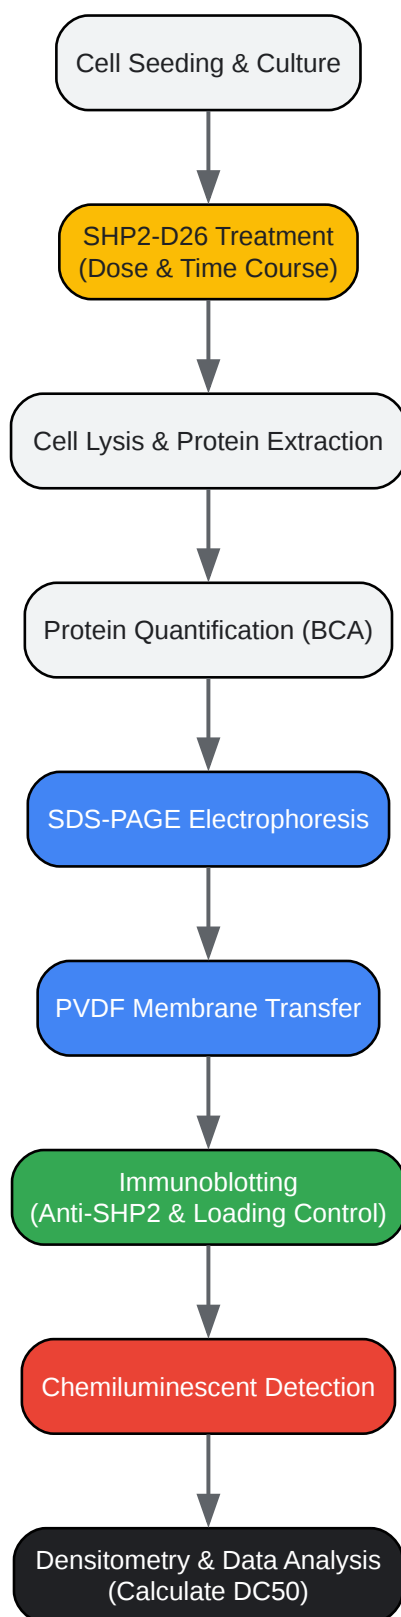 Cell Seeding & Culture
SHP2-D26 Treatment
(Dose & Time Course)
Cell Lysis & Protein Extraction
Protein Quantification (BCA)
SDS-PAGE Electrophoresis
PVDF Membrane Transfer
Immunoblotting
(Anti-SHP2 & Loading Control)
Chemiluminescent Detection
Densitometry & Data Analysis
(Calculate DC50)